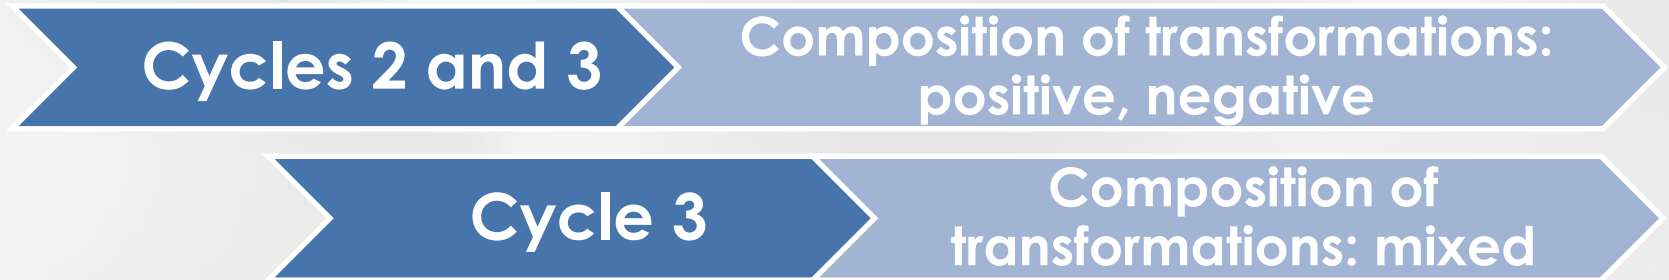 Cycles 2 and 3
Composition of transformations:
positive, negative
Cycle 3
Composition of
transformations: mixed